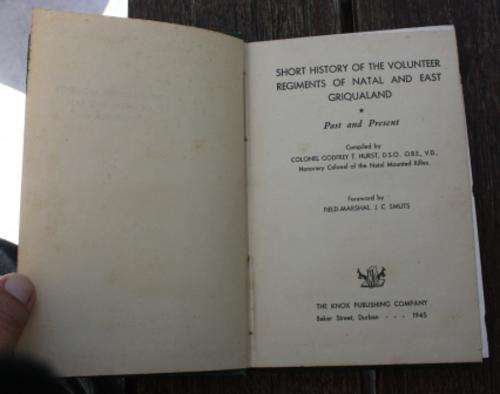 SHORT HISTORY OF THE VOLUNTEER
REGIMENTS OF NATAL AND EAST
GRIQUALAND
*
Past and Present
Compiled by
COLONEL GODFREY T. HURST, D.S.O. O.B.E., V.D.,
Honorary Colonel of the Natal Mounted Rifles.
Foreword by
FIELD-MARSHAL J. C. SMUTS
THE KNOX PUBLISHING COMPANY
Baker Street, Durban - - - 1945